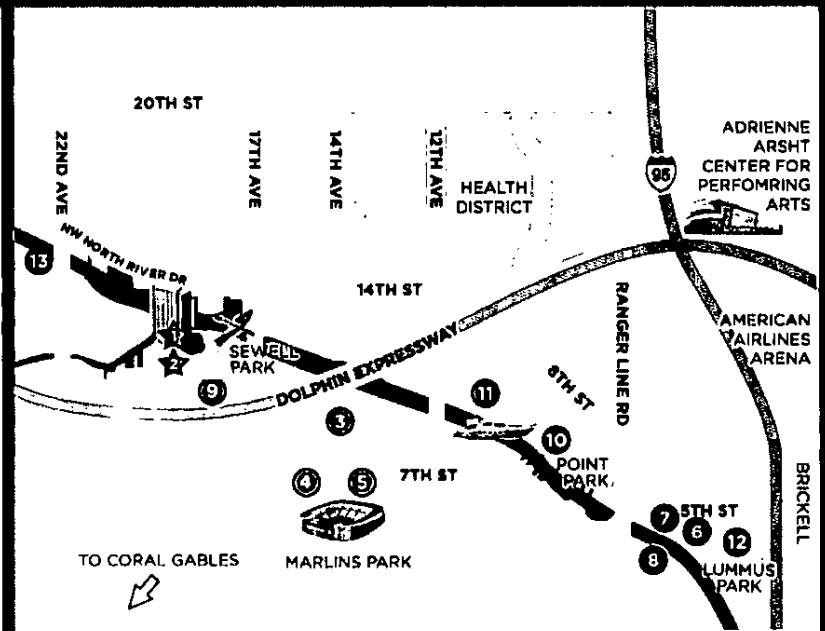 20TH ST
22ND AVE
17TH AVE
14TH AVE
12TH AVE
HEALTH
DISTRICT
95
ADRIENNE
ARSHT
CENTER FOR
PERFOMRING
ARTS
NW NORTH RIVER DR
13
14TH ST
RANGER LINE RD
AMERICAN
AIRLINES
ARENA
1
2
SEWELL
PARK
DOLPHIN EXPRESSWAY
9
3
11
8TH ST
10
POINT
PARK
4
5
7TH ST
MARLINS PARK
7
5TH ST
6
12
8
LUMMUS
PARK
BRICKELL
TO CORAL GABLES